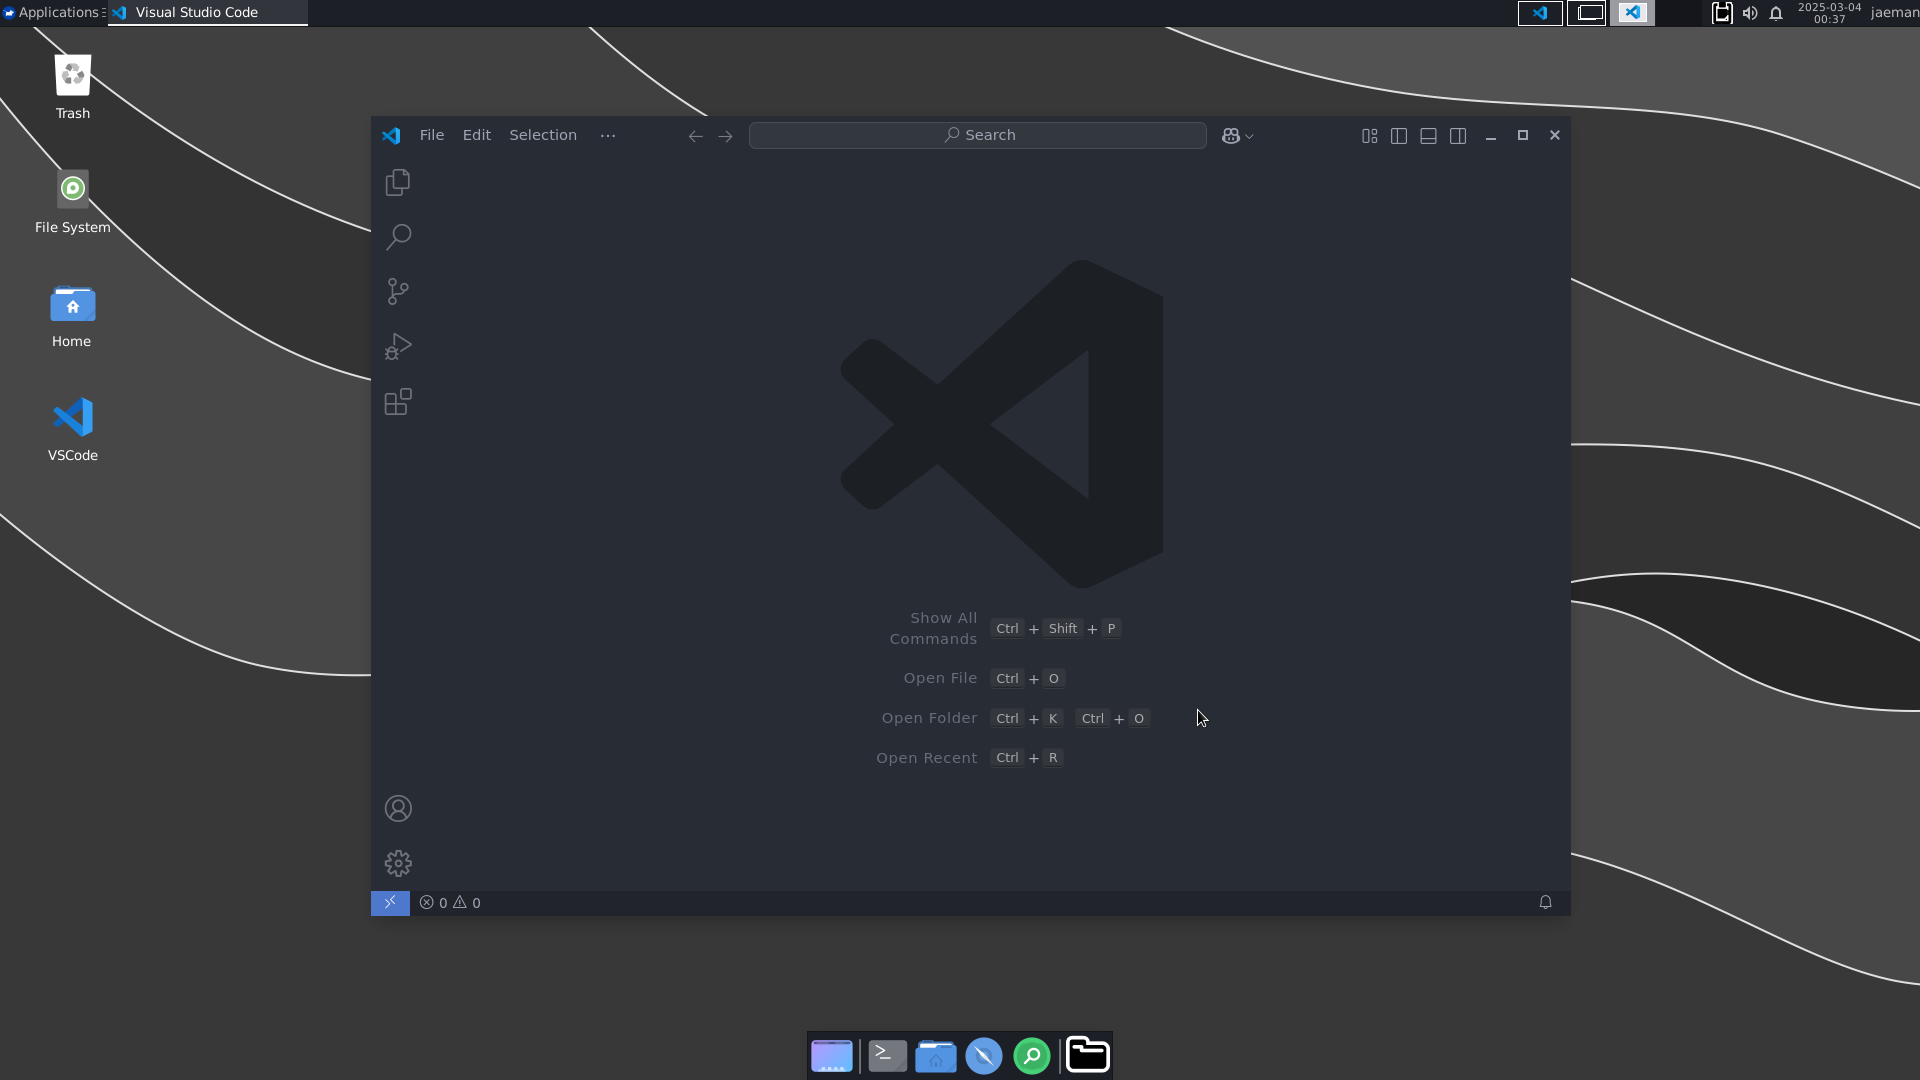 Applications
Visual Studio Code
2025-03-04
00:37
jaeman
Trash
File System
Home
VSCode
File
Edit
Selection
Search
Show All
Commands
Ctrl + Shift + P
Open File
Ctrl + O
Open Folder
Ctrl + K Ctrl + O
Open Recent
Ctrl + R
0
0